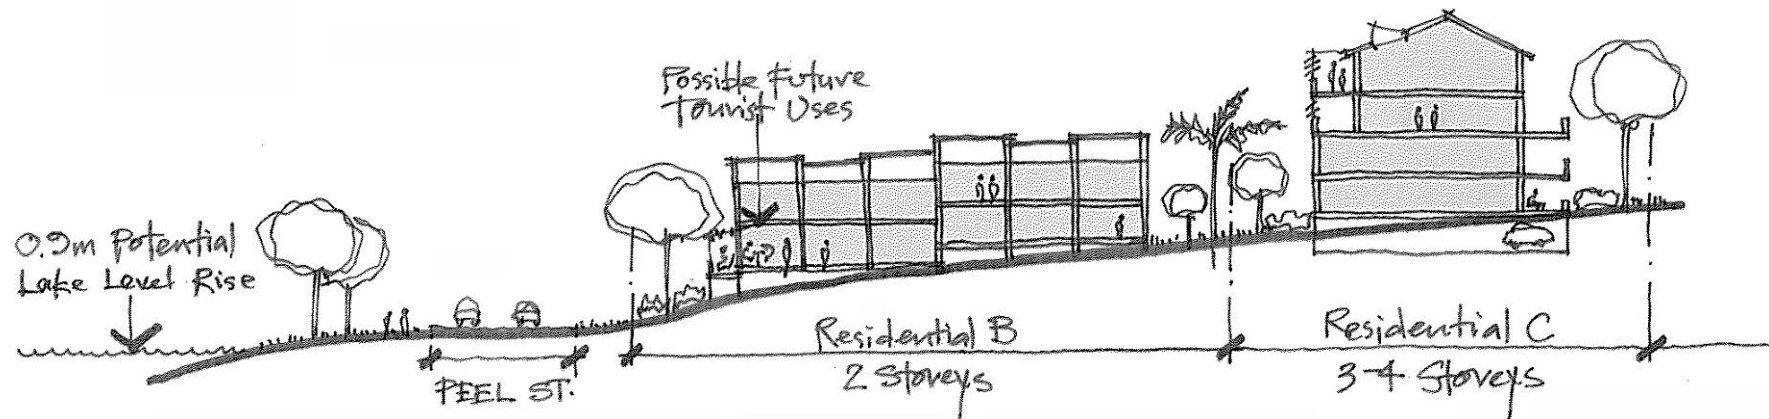 Possible Future
Tourist Uses
0.9m Potential
Lake Level Rise
PEEL ST.
Residential B
2 Storeys
Residential C
3-4 Storeys